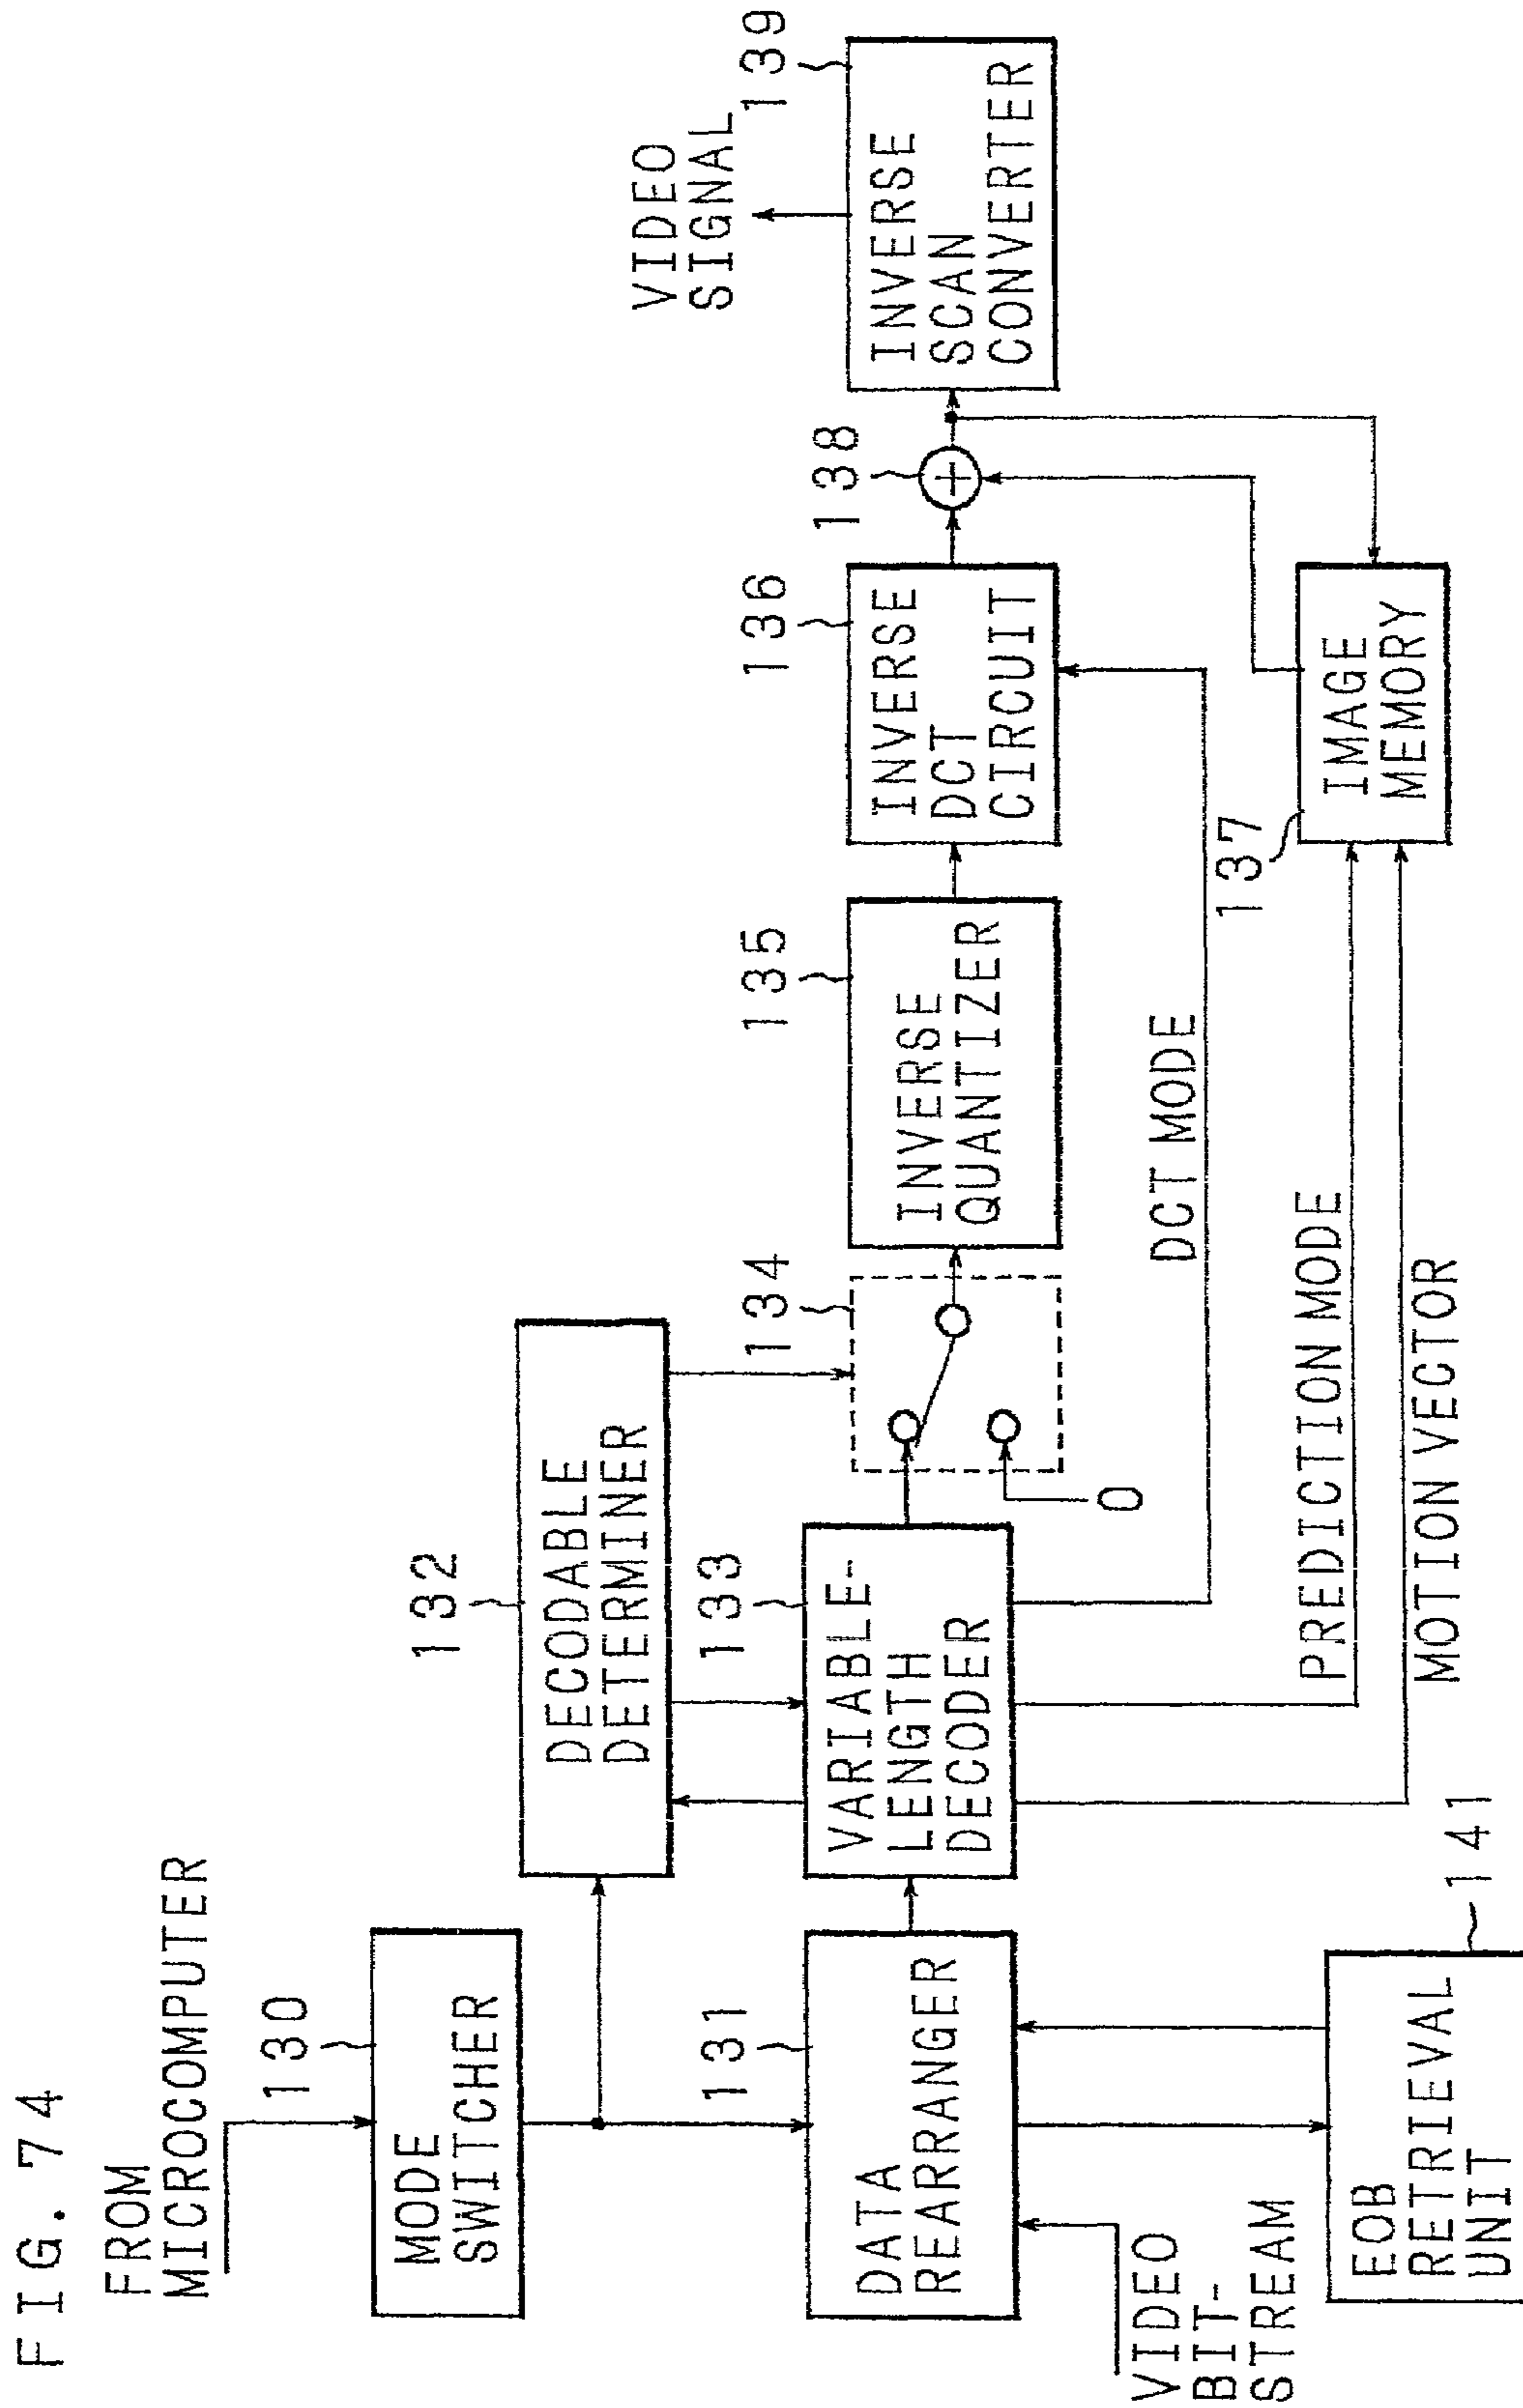 FIG. 74
FROM
MICROCOMPUTER
130
MODE
SWITCHER
132
DECODABLE
DETERMINER
VIDEO
SIGNAL
131
DATA
REARRANGER
133
VARIABLE-
LENGTH
DECODER
134
0
135
INVERSE
QUANTIZER
136
INVERSE
DCT
CIRCUIT
138
139
INVERSE
SCAN
CONVERTER
VIDEO
BIT-
STREAM
DCT MODE
137
IMAGE
MEMORY
PREDICTION MODE
MOTION VECTOR
141
EOB
RETRIEVAL
UNIT